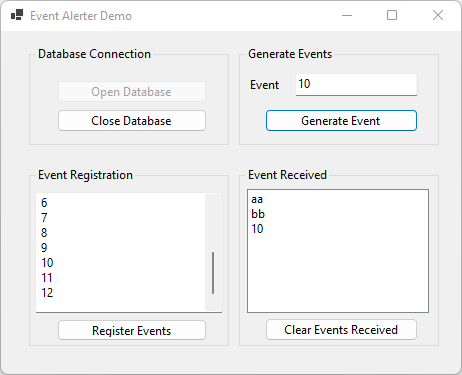 Event Alerter Demo
Database Connection
Open Database
Close Database
Generate Events
Event 10
Generate Event
Event Registration
6
7
8
9
10
11
12
Register Events
Event Received
aa
bb
10
Clear Events Received